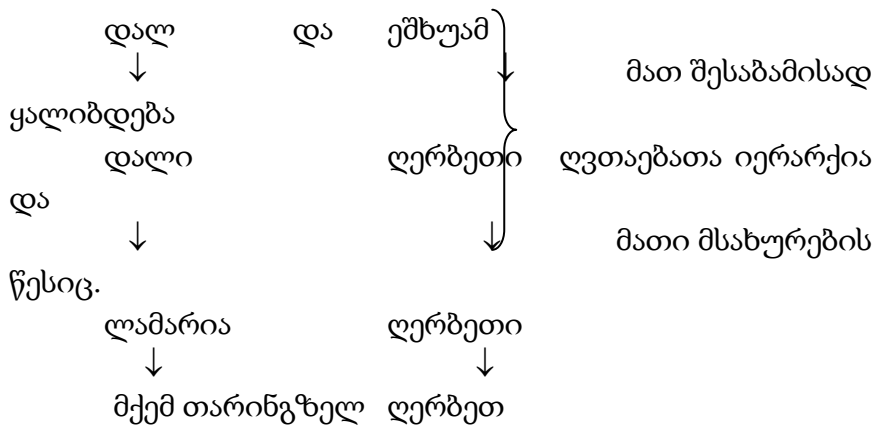 დალ და ეშხუამ
მათ შესაბამისად
ყალიბდება
დალი ღერბეთი ღვთაებათა იერარქია
და
მათი მსახურების
წესიც.
ლამარია ღერბეთი
მქემ თარინგზელ ღერბეთ